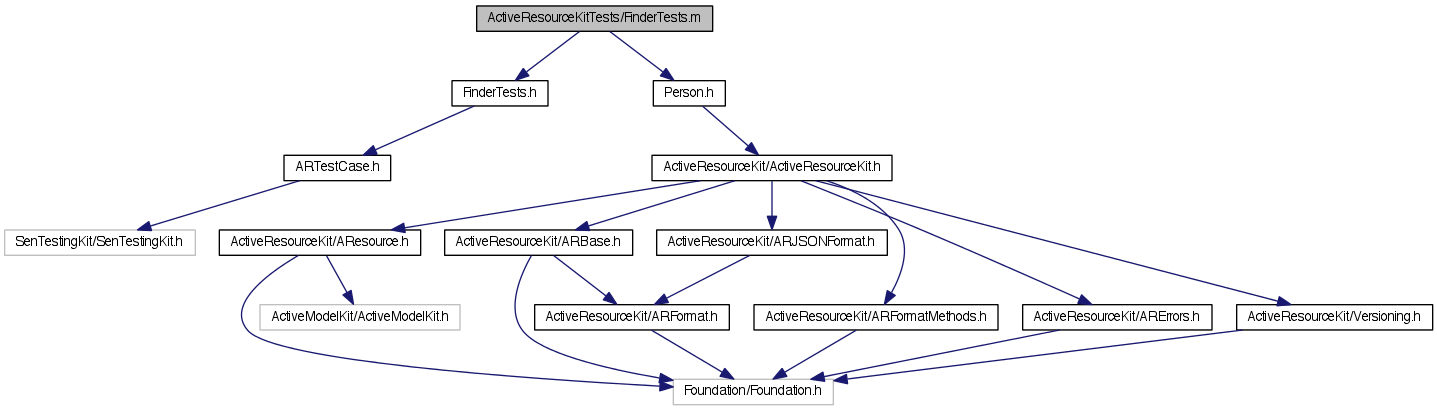 ActiveResourceKitTests/FinderTests.m
FinderTests.h
Person.h
ARTestCase.h
ActiveResourceKit/ActiveResourceKit.h
SenTestingKit/SenTestingKit.h
ActiveResourceKit/AResource.h
ActiveResourceKit/ARBase.h
ActiveResourceKit/ARJSONFormat.h
ActiveModelKit/ActiveModelKit.h
ActiveResourceKit/ARFormat.h
ActiveResourceKit/ARFormatMethods.h
ActiveResourceKit/ARErrors.h
ActiveResourceKit/Versioning.h
Foundation/Foundation.h